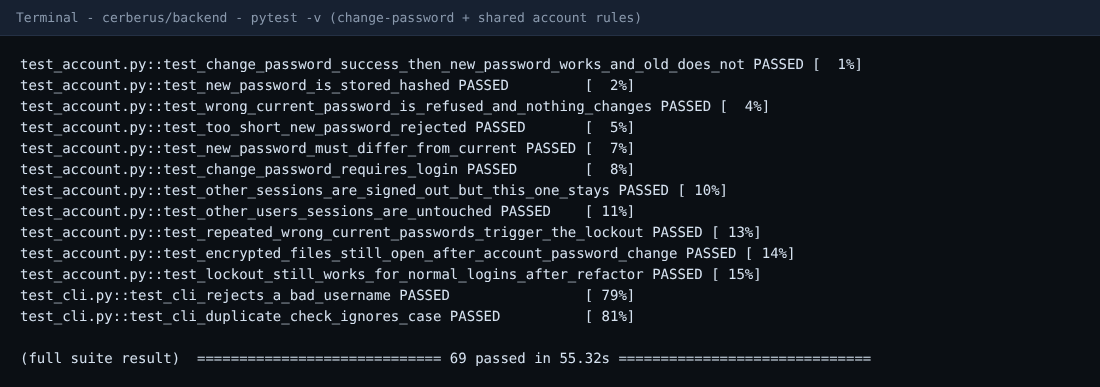 Terminal - cerberus/backend - pytest -v (change-password + shared account rules)
test_account.py::test_change_password_success_then_new_password_works_and_old_does_not PASSED [  1%]
test_account.py::test_new_password_is_stored_hashed PASSED         [  2%]
test_account.py::test_wrong_current_password_is_refused_and_nothing_changes PASSED [  4%]
test_account.py::test_too_short_new_password_rejected PASSED       [  5%]
test_account.py::test_new_password_must_differ_from_current PASSED [  7%]
test_account.py::test_change_password_requires_login PASSED        [  8%]
test_account.py::test_other_sessions_are_signed_out_but_this_one_stays PASSED [ 10%]
test_account.py::test_other_users_sessions_are_untouched PASSED    [ 11%]
test_account.py::test_repeated_wrong_current_passwords_trigger_the_lockout PASSED [ 13%]
test_account.py::test_encrypted_files_still_open_after_account_password_change PASSED [ 14%]
test_account.py::test_lockout_still_works_for_normal_logins_after_refactor PASSED [ 15%]
test_cli.py::test_cli_rejects_a_bad_username PASSED                [ 79%]
test_cli.py::test_cli_duplicate_check_ignores_case PASSED          [ 81%]
(full suite result)  ============================= 69 passed in 55.32s ==============================